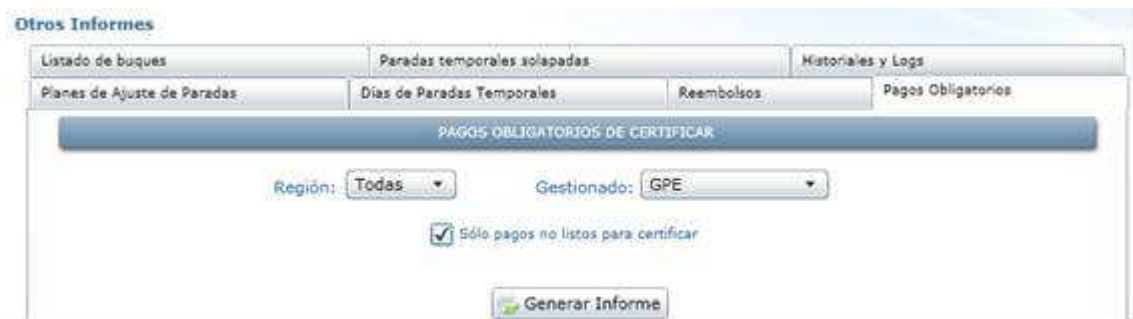 Otros Informes
Listado de buques Paradas temporales solapadas Historiales y Logs
Planes de Ajuste de Paradas Días de Paradas Temporales Reembolsos Pagos Obligatorios
PAGOS OBLIGATORIOS DE CERTIFICAR
Región: Todas Gestionado: GPE
Sólo pagos no listos para certificar
Generar Informe